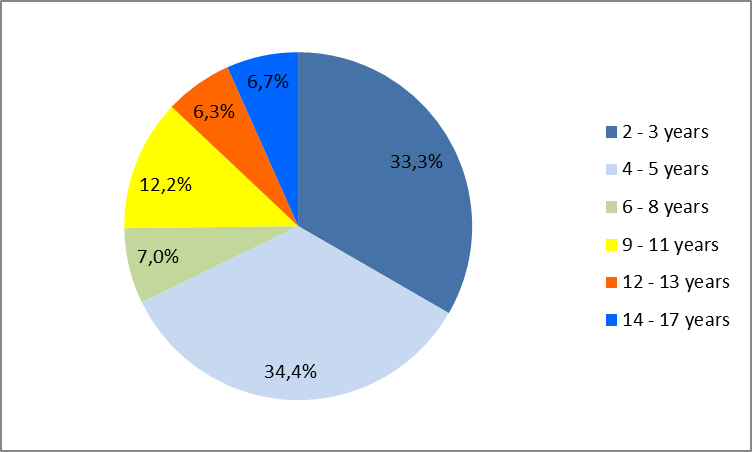 6,7%
6,3%
33,3%
12,2%
7,0%
34,4%
2 - 3 years
4 - 5 years
6 - 8 years
9 - 11 years
12 - 13 years
14 - 17 years